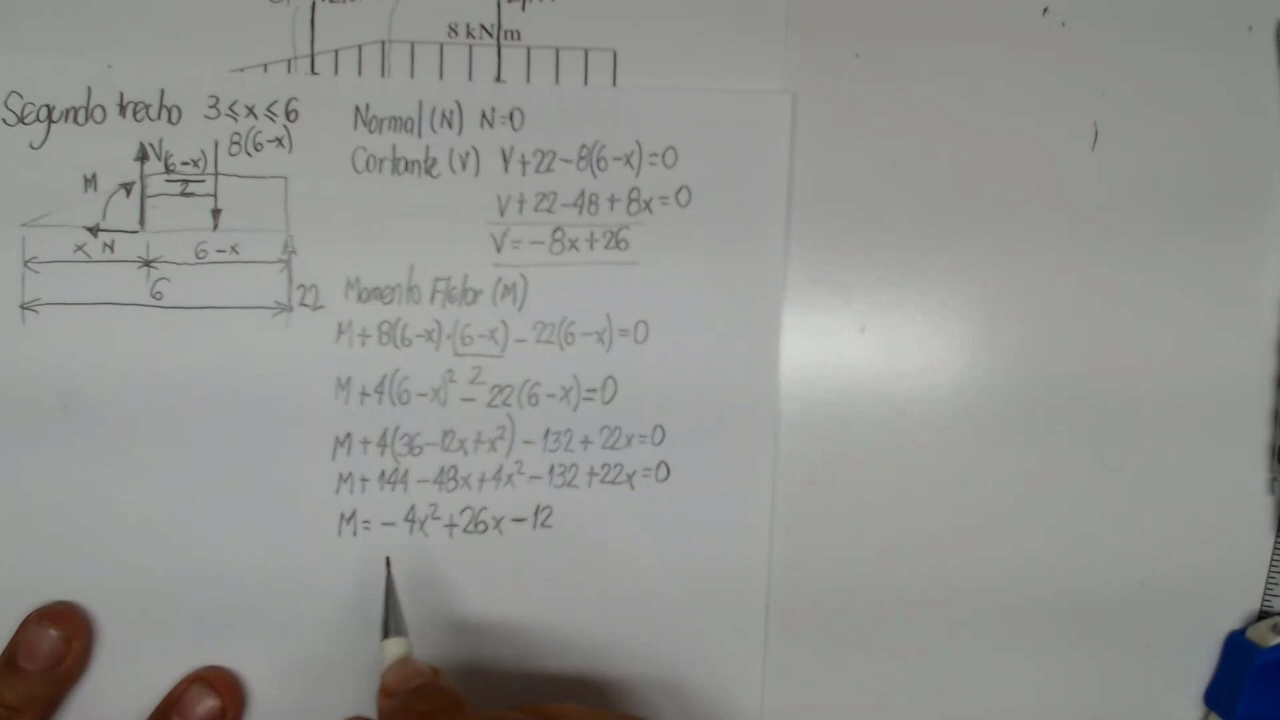 8 kN/m
Segundo trecho 3≤x≤6
V
(6-x)
2
8(6-x)
M
x N
6-x
6
22
Normal (N) N=0
Cortante (V) V+22-8(6-x)=0
V+22-48+8x=0
V=-8x+26
Momento Fletor (M)
M+8(6-x)·(6-x)-22(6-x)=0
2
M+4(6-x)²-22(6-x)=0
M+4(36-12x+x²)-132+22x=0
M+144-48x+4x²-132+22x=0
M=-4x²+26x-12